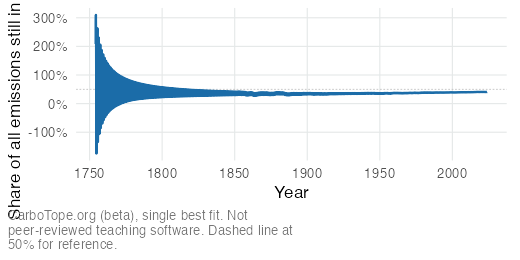 Share of all emissions still in
300%
200%
100%
0%
-100%
1750
1800
1850
1900
1950
2000
Year
CarboTope.org (beta), single best fit. Not
peer-reviewed teaching software. Dashed line at
50% for reference.